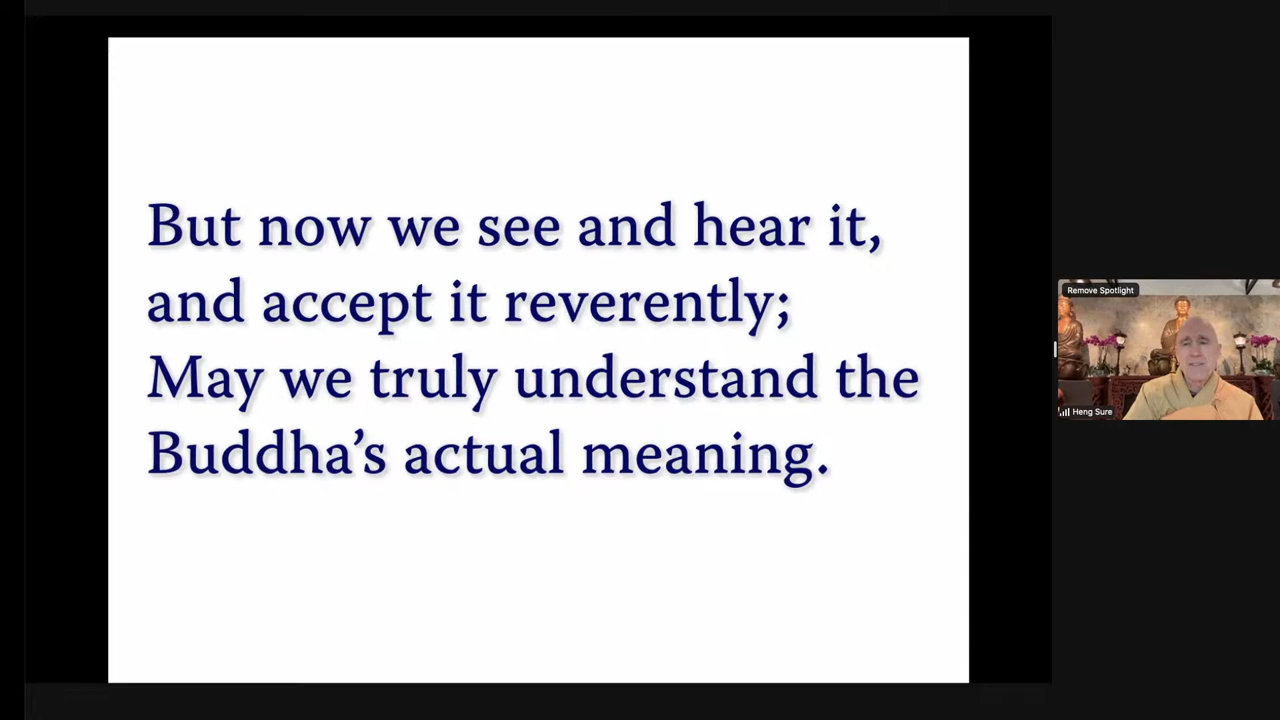 But now we see and hear it,
and accept it reverently;
May we truly understand the
Buddha’s actual meaning.
Remove Spotlight
Heng Sure